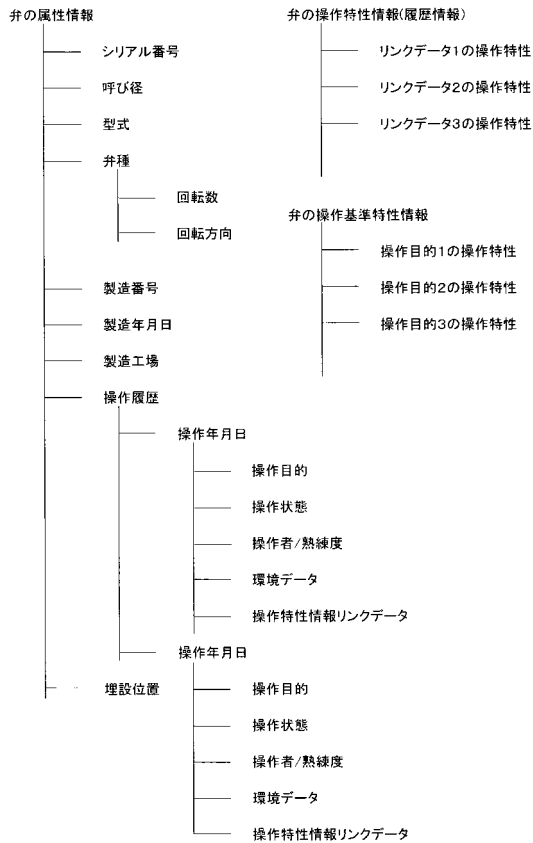 弁の属性情報
シリアル番号
呼び径
型式
弁種
回転数
回転方向
製造番号
製造年月日
製造工場
操作履歴
操作年月日
操作目的
操作状態
操作者/熟練度
環境データ
操作特性情報リンクデータ
操作年月日
操作目的
操作状態
操作者/熟練度
環境データ
操作特性情報リンクデータ
埋設位置
弁の操作特性情報(履歴情報)
リンクデータ1の操作特性
リンクデータ2の操作特性
リンクデータ3の操作特性
弁の操作基準特性情報
操作目的1の操作特性
操作目的2の操作特性
操作目的3の操作特性